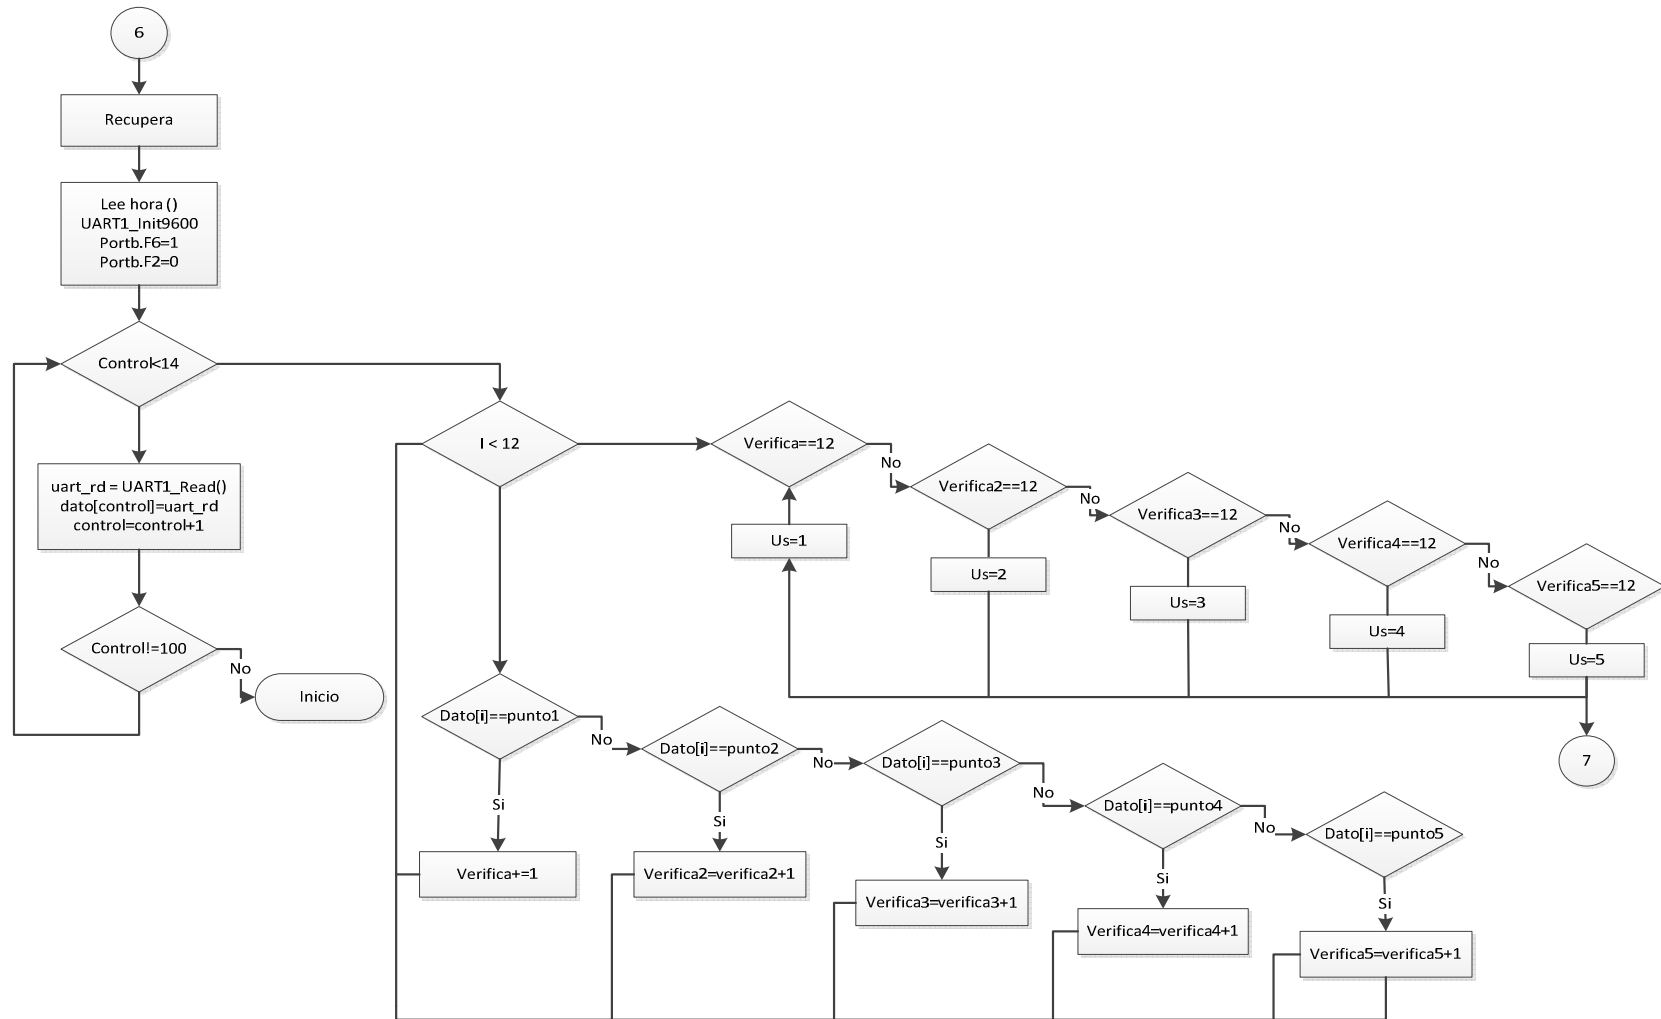 6
Recupera
Lee hora ()
UART1_Init9600
Portb.F6=1
Portb.F2=0
Control<14
uart_rd = UART1_Read()
dato[control]=uart_rd
control=control+1
Control!=100
No
Inicio
I < 12
Verifica==12
No
Us=1
Verifica2==12
No
Us=2
Verifica3==12
No
Us=3
Verifica4==12
No
Us=4
Verifica5==12
Us=5
7
Dato[i]==punto1
No
Si
Verifica+=1
Dato[i]==punto2
No
Si
Verifica2=verifica2+1
Dato[i]==punto3
No
Si
Verifica3=verifica3+1
Dato[i]==punto4
No
Si
Verifica4=verifica4+1
Dato[i]==punto5
Si
Verifica5=verifica5+1